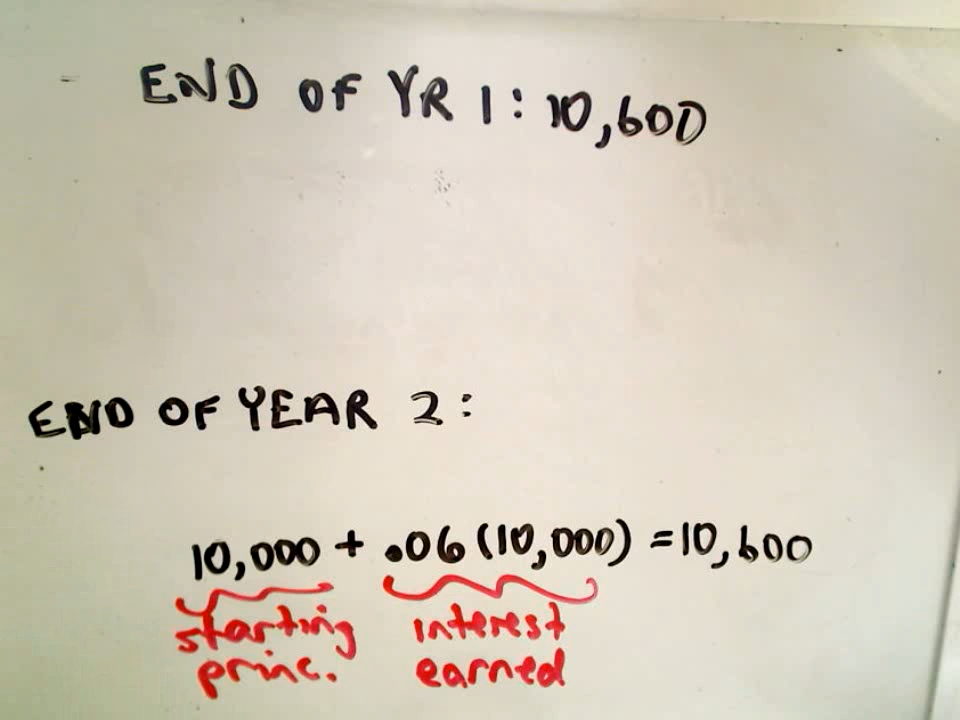 END OF YR 1: 10,600
END OF YEAR 2:
10,000 + .06 (10,000) = 10,600
starting interest
princ. earned